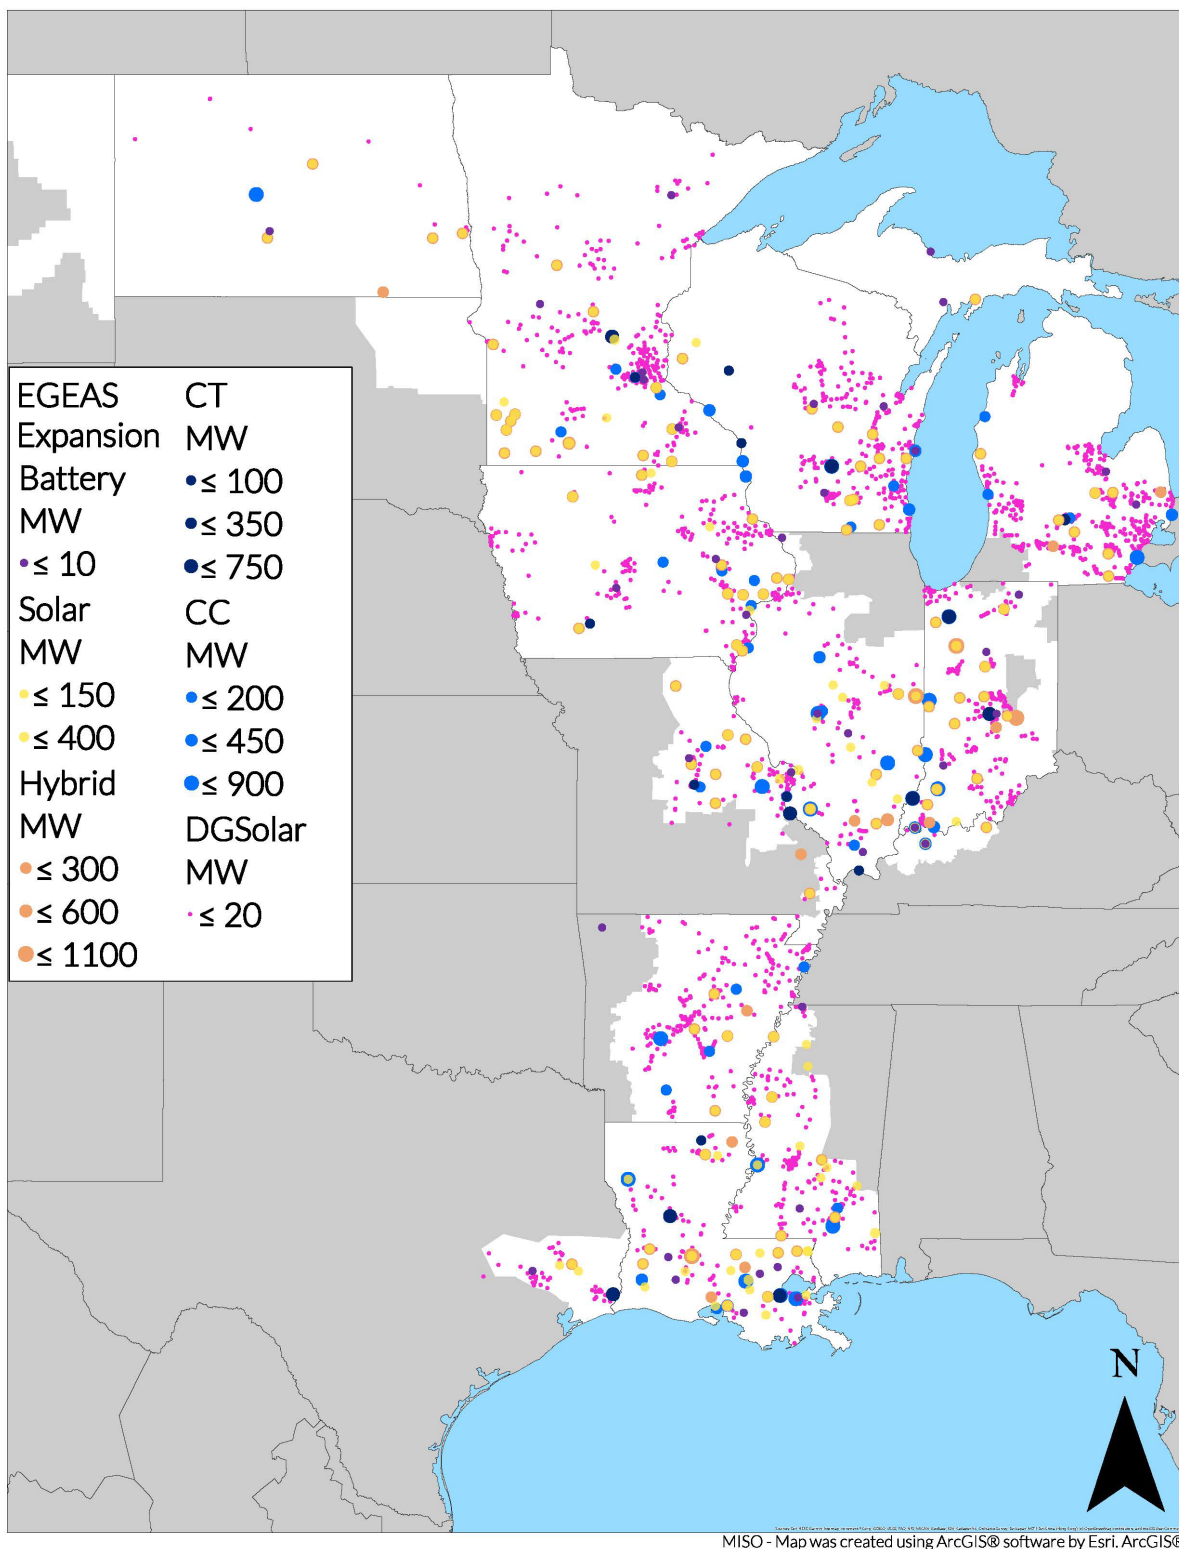 EGEAS
Expansion
Battery
MW
≤ 10
Solar
MW
≤ 150
≤ 400
Hybrid
MW
≤ 300
≤ 600
≤ 1100
CT
MW
≤ 100
≤ 350
≤ 750
CC
MW
≤ 200
≤ 450
≤ 900
DGSolar
MW
≤ 20
N
MISO - Map was created using ArcGIS® software by Esri. ArcGIS®